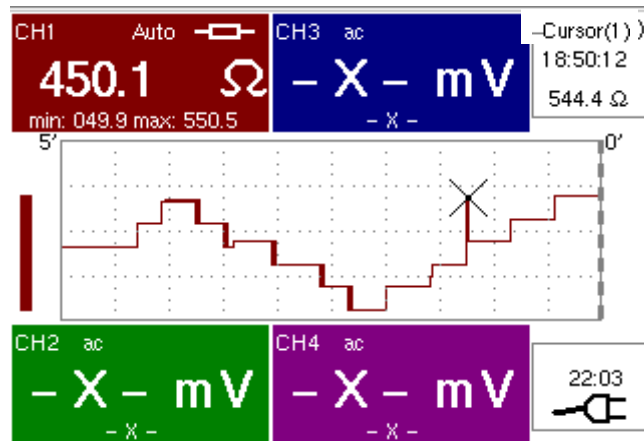 CH1 Auto
450.1 Ω
min: 049.9 max: 550.5
CH3 ac
- X - mV
- X -
Cursor(1)
18:50:12
544.4 Ω
5' 0'
CH2 ac
- X - mV
- X -
CH4 ac
- X - mV
- X -
22:03